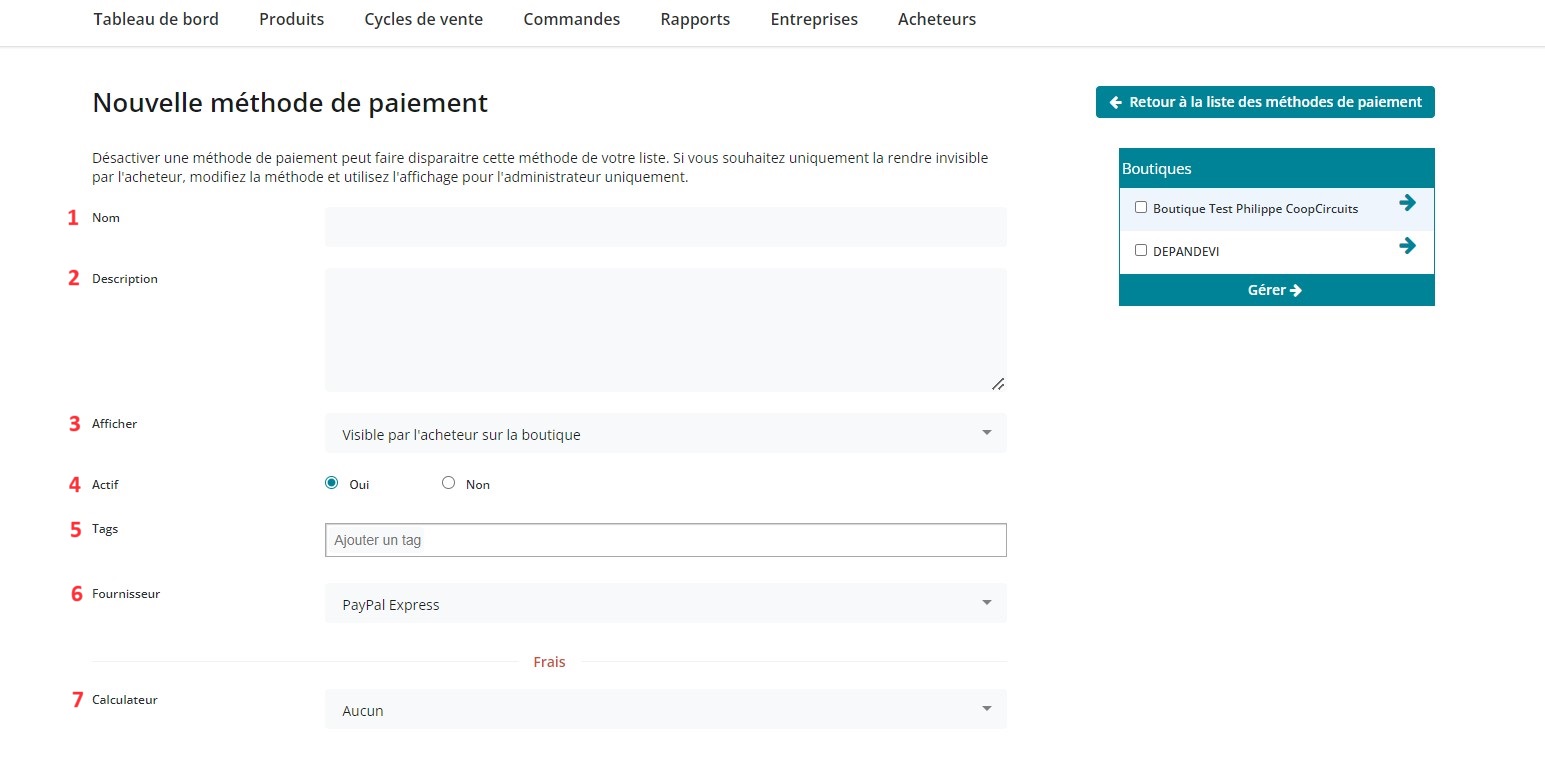 Tableau de bord Produits Cycles de vente Commandes Rapports Entreprises Acheteurs
Nouvelle méthode de paiement
Retour à la liste des méthodes de paiement
Désactiver une méthode de paiement peut faire disparaitre cette méthode de votre liste. Si vous souhaitez uniquement la rendre invisible
par l'acheteur, modifiez la méthode et utilisez l'affichage pour l'administrateur uniquement.
Boutiques
Boutique Test Philippe CoopCircuits
DEPANDEVI
Gérer
1 Nom
2 Description
3 Afficher Visible par l'acheteur sur la boutique
4 Actif Oui Non
5 Tags Ajouter un tag
6 Fournisseur PayPal Express
Frais
7 Calculateur Aucun